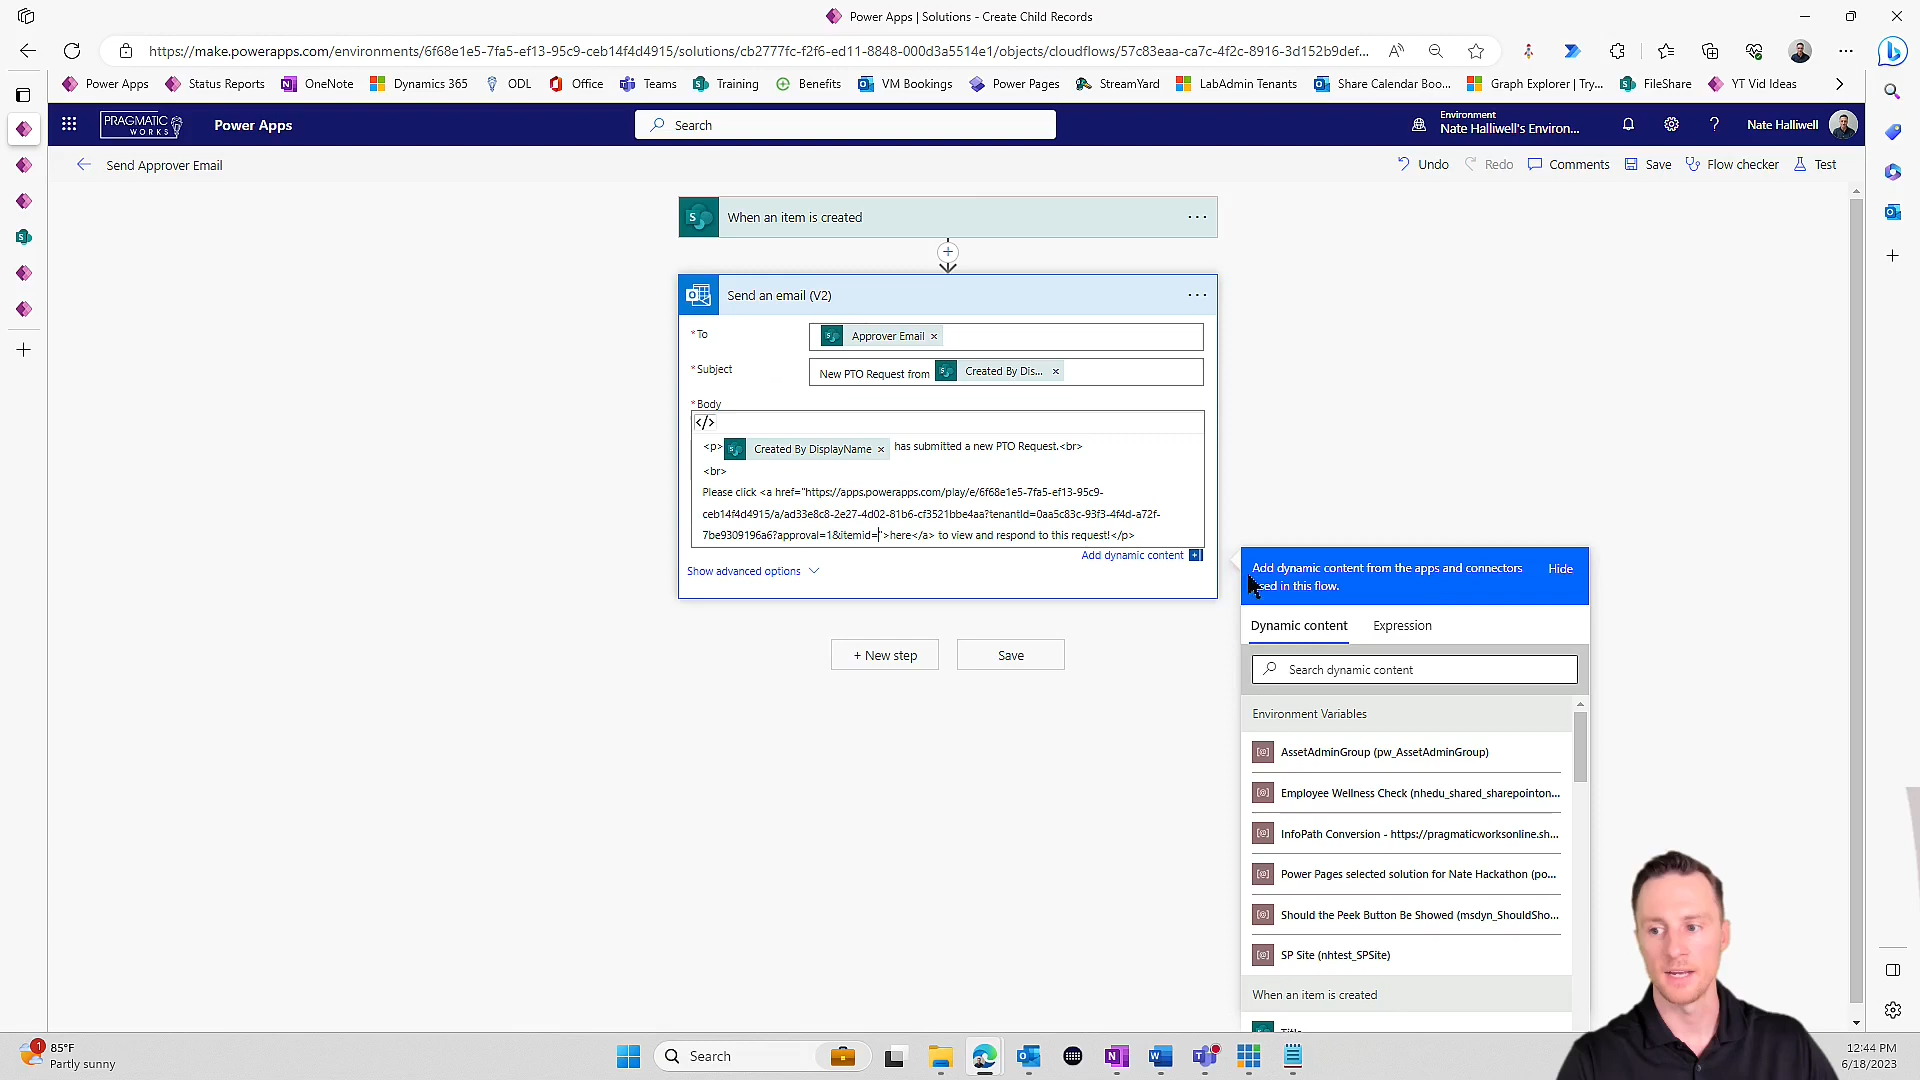 Power Apps | Solutions - Create Child Records
https://make.powerapps.com/environments/6f68e1e5-7fa5-ef13-95c9-ceb14f4d4915/solutions/cb2777fc-f2f6-ed11-8848-000d3a5514e1/objects/cloudflows/57c83eaa-ca7c-4f2c-8916-3d152b9def...
Power Apps Status Reports OneNote Dynamics 365 ODL Office Teams Training Benefits VM Bookings Power Pages StreamYard LabAdmin Tenants Share Calendar Boo... Graph Explorer | Try,... FileShare YT Vid Ideas
PRAGMATIC WORKS Power Apps
Search
Environment
Nate Halliwell's Environ...
Nate Halliwell
Send Approver Email
Undo Redo Comments Save Flow checker Test
When an item is created
Send an email (V2)
*To
Approver Email ×
*Subject
New PTO Request from Created By Dis... ×
*Body
</>
<p> Created By DisplayName × has submitted a new PTO Request.<br>
<br>
Please click <a href="https://apps.powerapps.com/play/e/6f68e1e5-7fa5-ef13-95c9-
ceb14f4d4915/a/ad33e8c8-2e27-4d02-81b6-cf3521bbe4aa?tenantId=0aa5c83c-93f3-4f4d-a72f-
7be9309196a6?approval=1&itemid=">here</a> to view and respond to this request!</p>
Add dynamic content
Show advanced options
+ New step
Save
Add dynamic content from the apps and connectors
used in this flow.
Hide
Dynamic content Expression
Search dynamic content
Environment Variables
AssetAdminGroup (pw_AssetAdminGroup)
Employee Wellness Check (nhedu_shared_sharepointon...
InfoPath Conversion - https://pragmaticworksonline.sh...
Power Pages selected solution for Nate Hackathon (po...
Should the Peek Button Be Showed (msdyn_ShouldSho...
SP Site (nhtest_SPSite)
When an item is created
Title
1
85°F
Partly sunny
Search
12:44 PM
6/18/2023